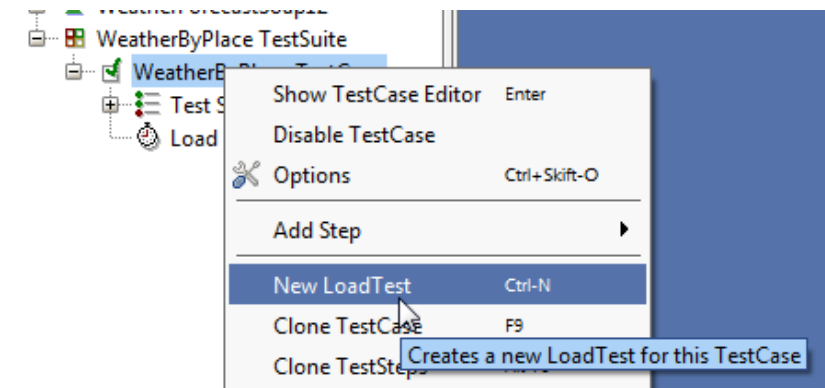 WeatherForecastSoap12
WeatherByPlace TestSuite
Show TestCase Editor Enter
Test
Disable TestCase
Load
Options Ctrl+Skift-O
Add Step
New LoadTest Ctrl-N
Clone TestCase F9
Creates a new LoadTest for this TestCase
Clone